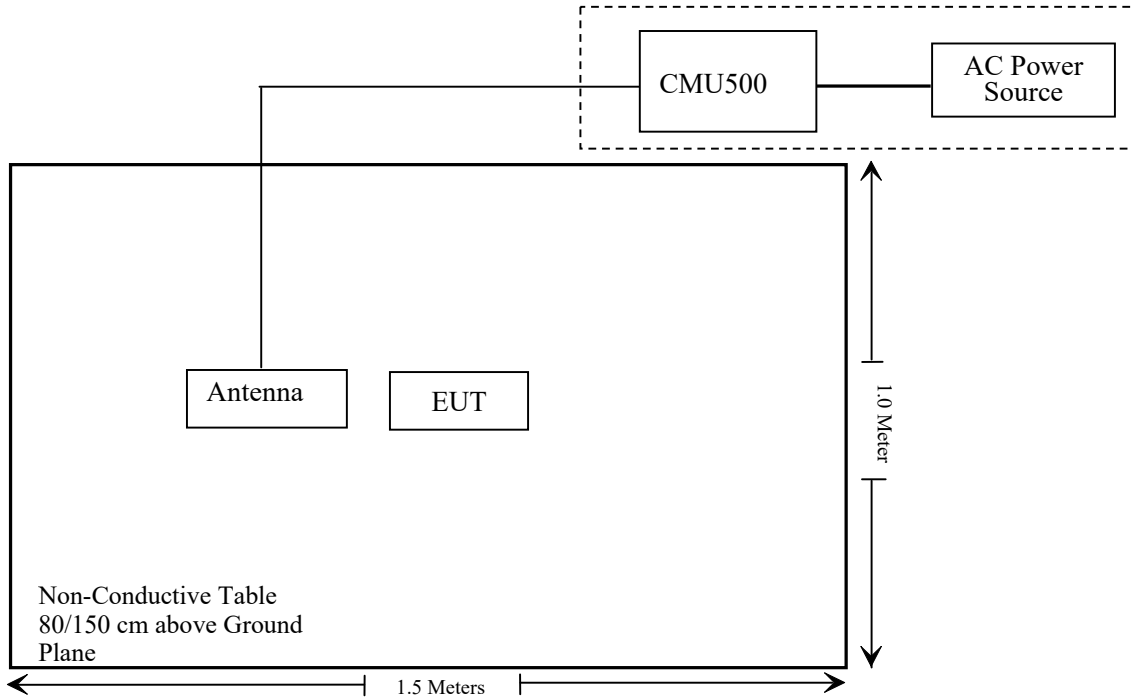 CMU500
AC Power
Source
Antenna
EUT
1.0 Meter
Non-Conductive Table
80/150 cm above Ground
Plane
1.5 Meters